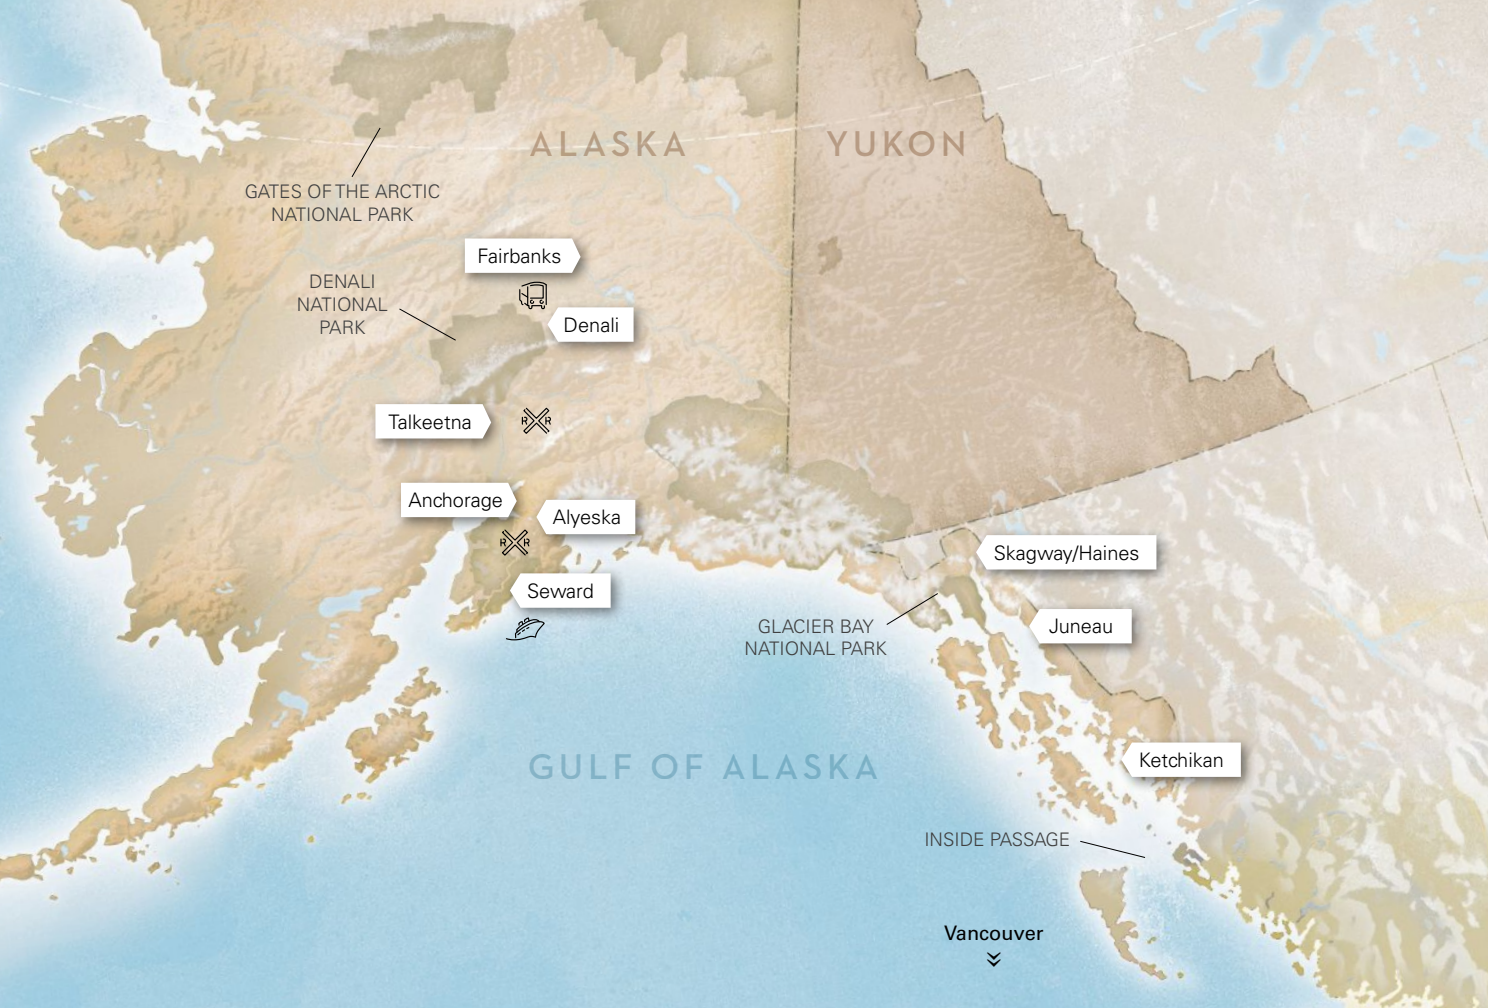 ALASKA
YUKON
GATES OF THE ARCTIC
NATIONAL PARK
Fairbanks
DENALI
NATIONAL
PARK
Denali
Talkeetna
R R
Anchorage
Alyeska
R R
Skagway/Haines
Seward
GLACIER BAY
NATIONAL PARK
Juneau
GULF OF ALASKA
Ketchikan
INSIDE PASSAGE
Vancouver